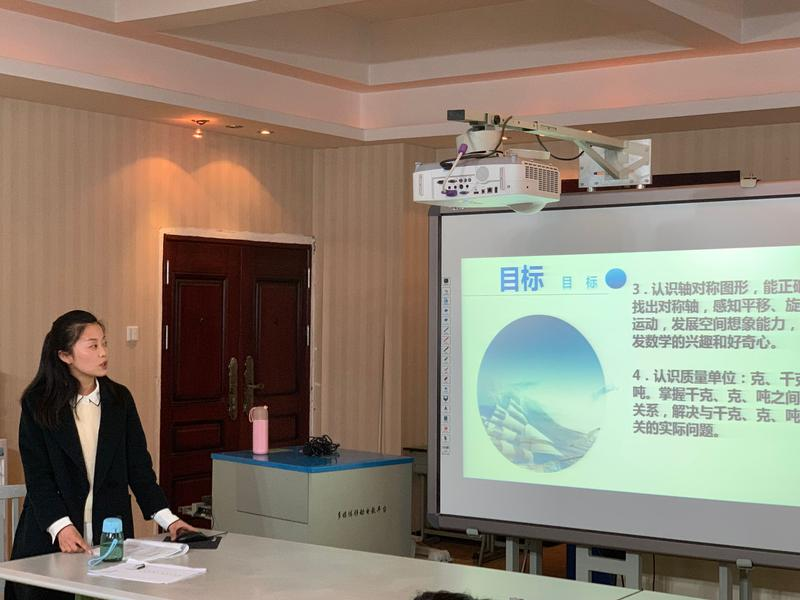 目标 目 标
3．认识轴对称图形，能正确
找出对称轴，感知平移、旋
运动，发展空间想象能力，
发数学的兴趣和好奇心。
4．认识质量单位：克、千克
吨。掌握千克、克、吨之间
关系，解决与千克、克、吨
关的实际问题。